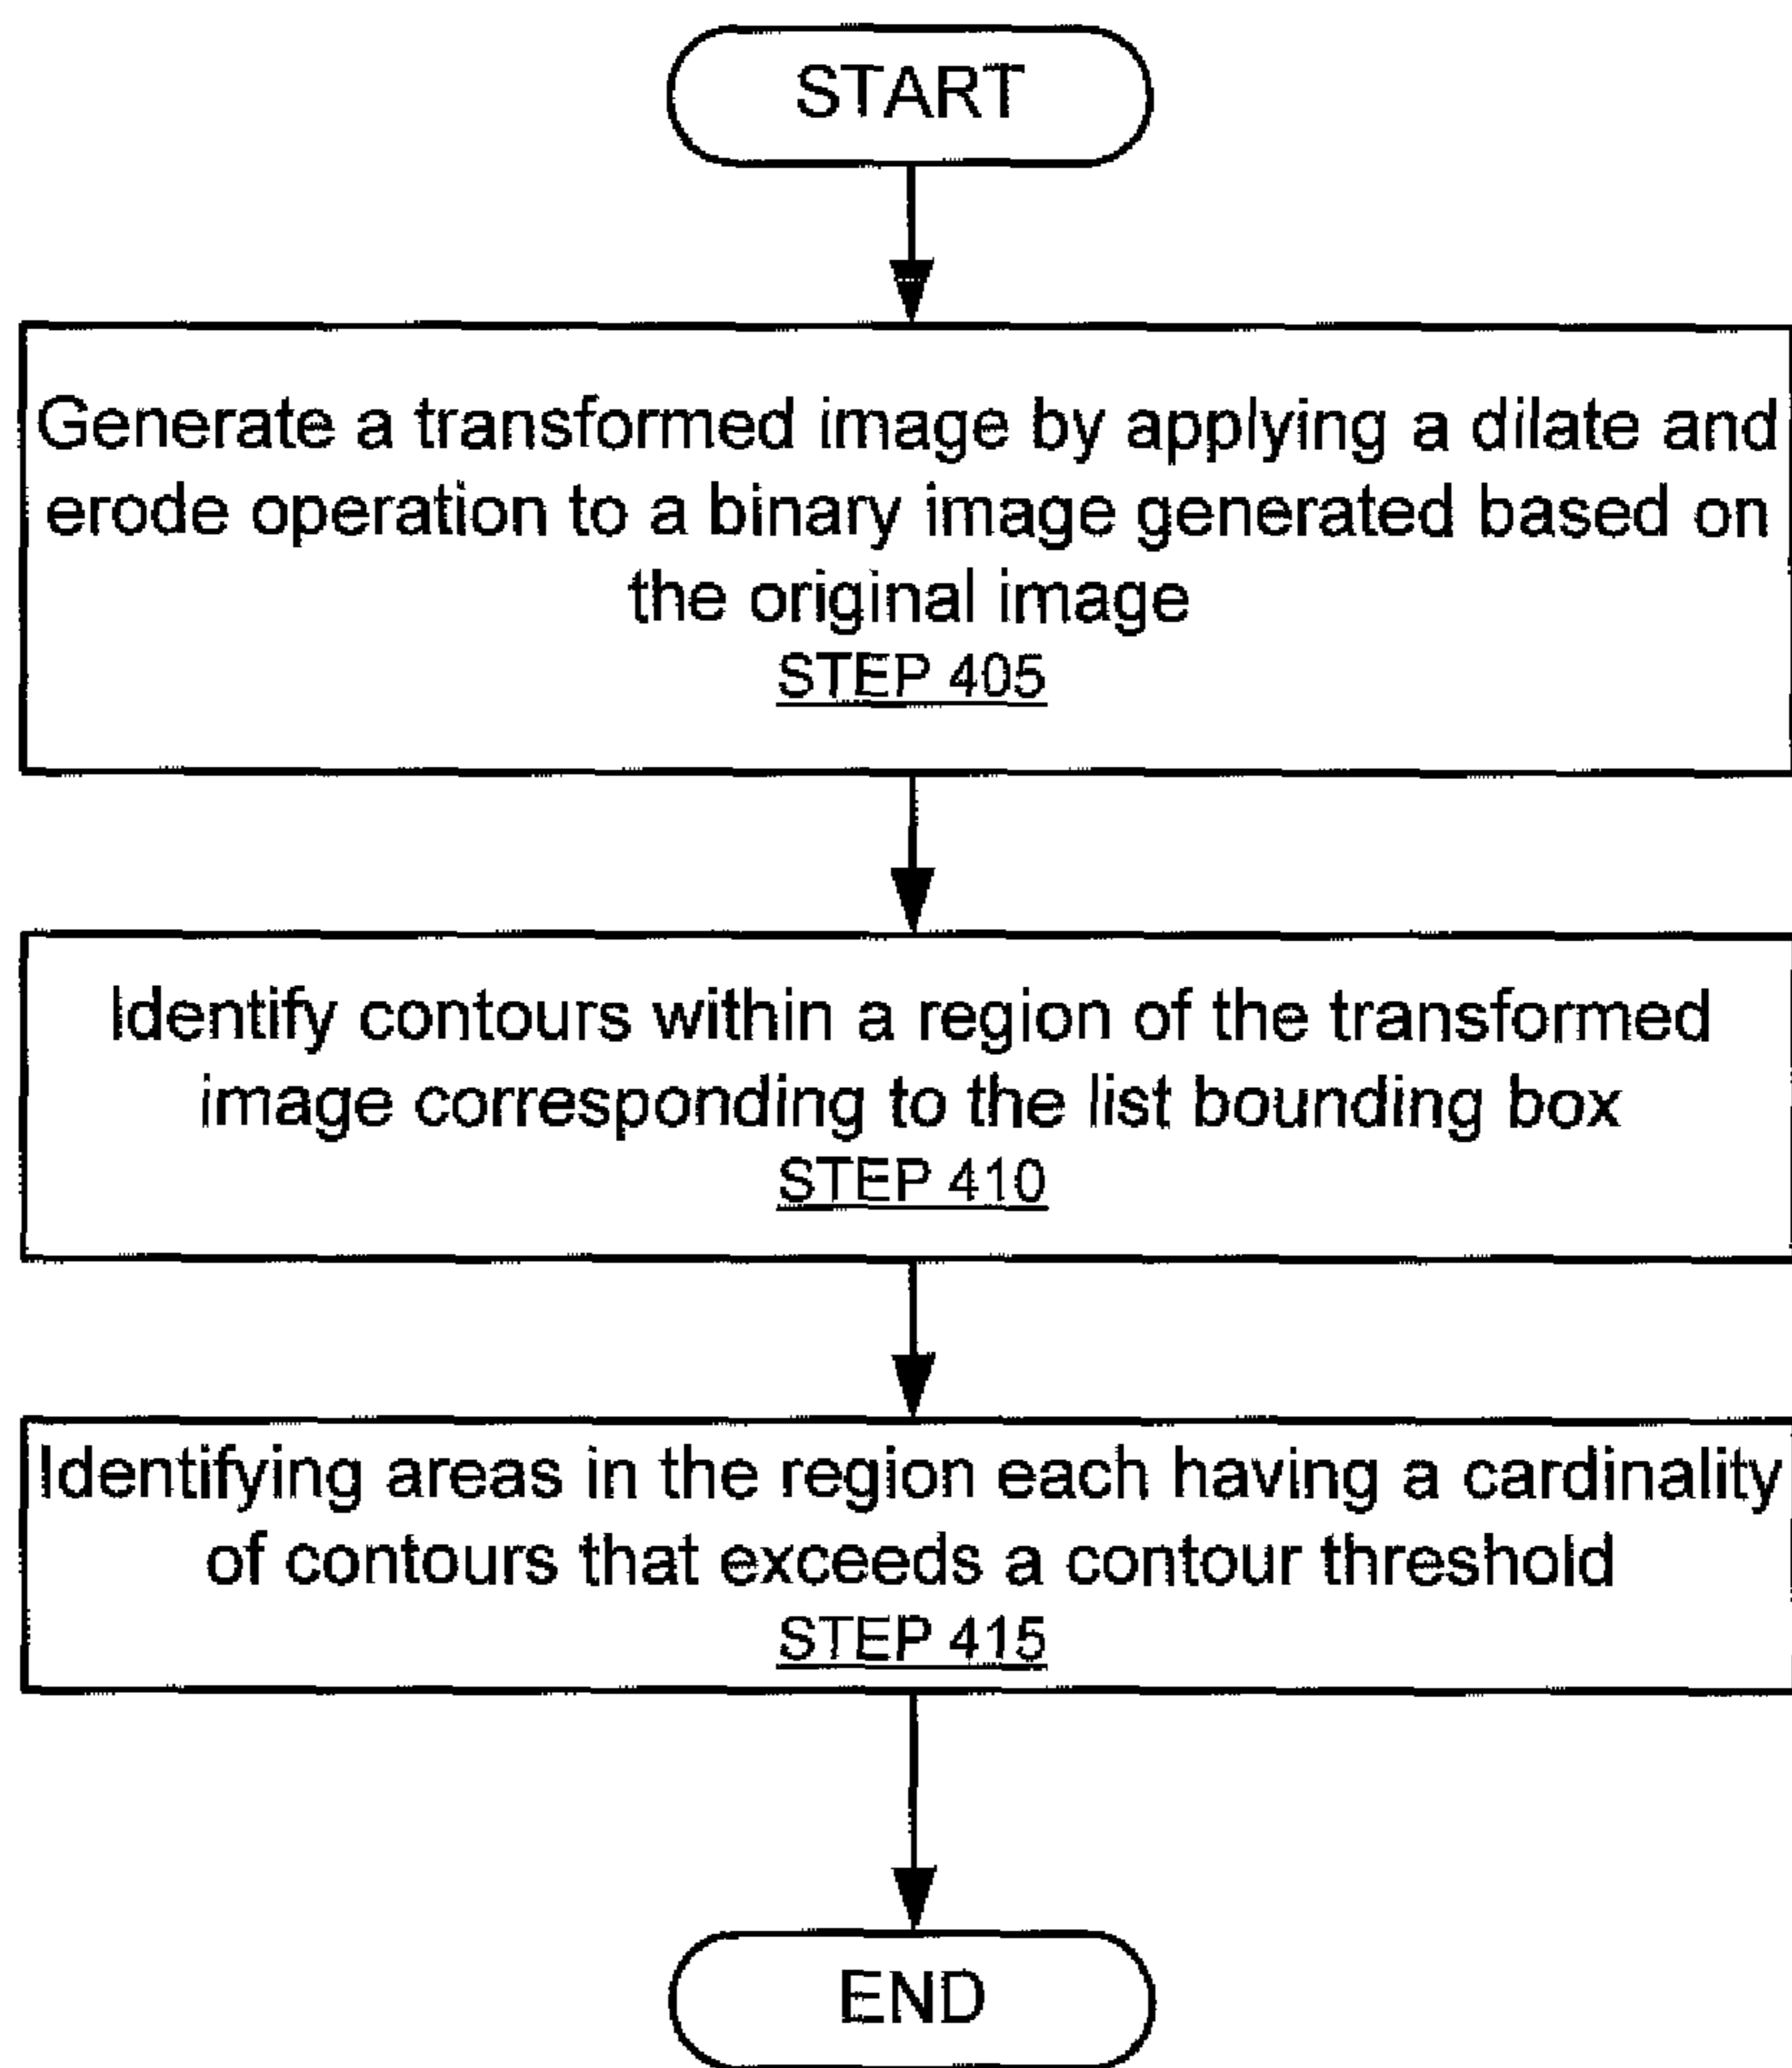 START
Generate a transformed image by applying a dilate and
erode operation to a binary image generated based on
the original image
STEP 405
Identify contours within a region of the transformed
image corresponding to the list bounding box
STEP 410
Identifying areas in the region each having a cardinality
of contours that exceeds a contour threshold
STEP 415
END